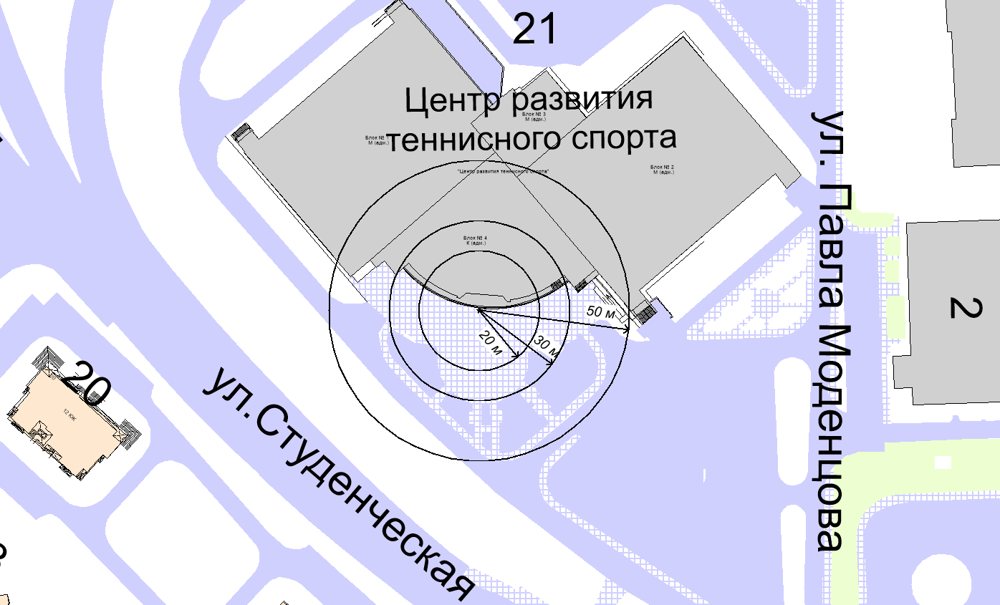 21
Центр развития
Блок № 3
М (адм.)
Блок №
М (адм.)
теннисного спорта
"Центр развития теннисного спорта"
Блок № 2
М (адм.)
Блок № 4
К (адм.)
50 м
30 м
20 м
ул. Павла Моденцова
2
20
12 КЖ
ул.Студенческая